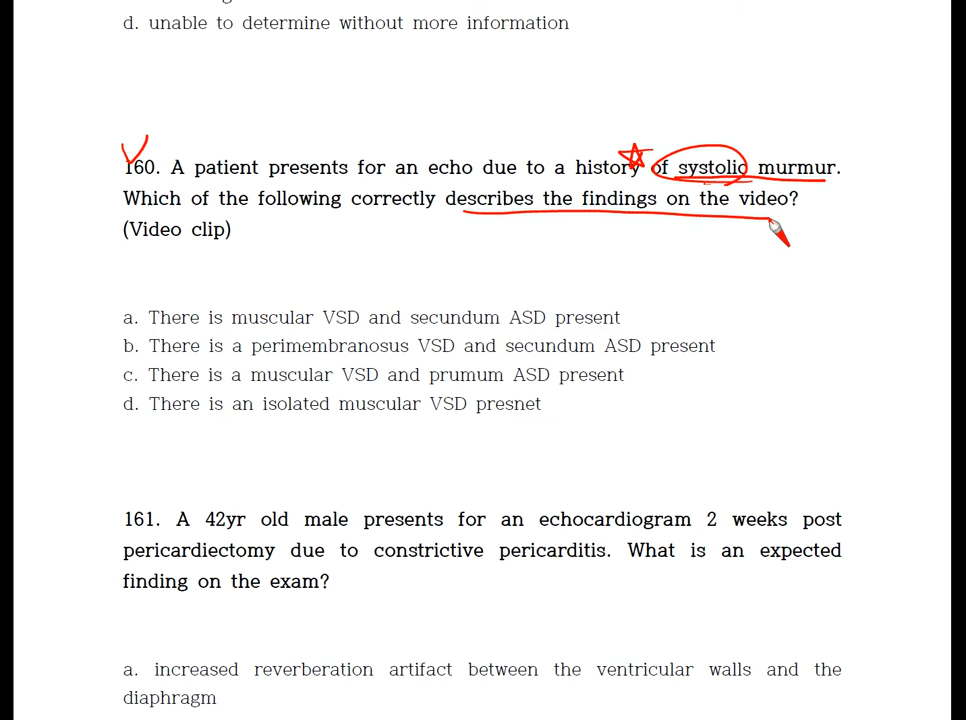 d. unable to determine without more information
160. A patient presents for an echo due to a history of systolic murmur.
Which of the following correctly describes the findings on the video?
(Video clip)
a. There is muscular VSD and secundum ASD present
b. There is a perimembranosus VSD and secundum ASD present
c. There is a muscular VSD and prumum ASD present
d. There is an isolated muscular VSD presnet
161. A 42yr old male presents for an echocardiogram 2 weeks post
pericardiectomy due to constrictive pericarditis. What is an expected
finding on the exam?
a. increased reverberation artifact between the ventricular walls and the
diaphragm